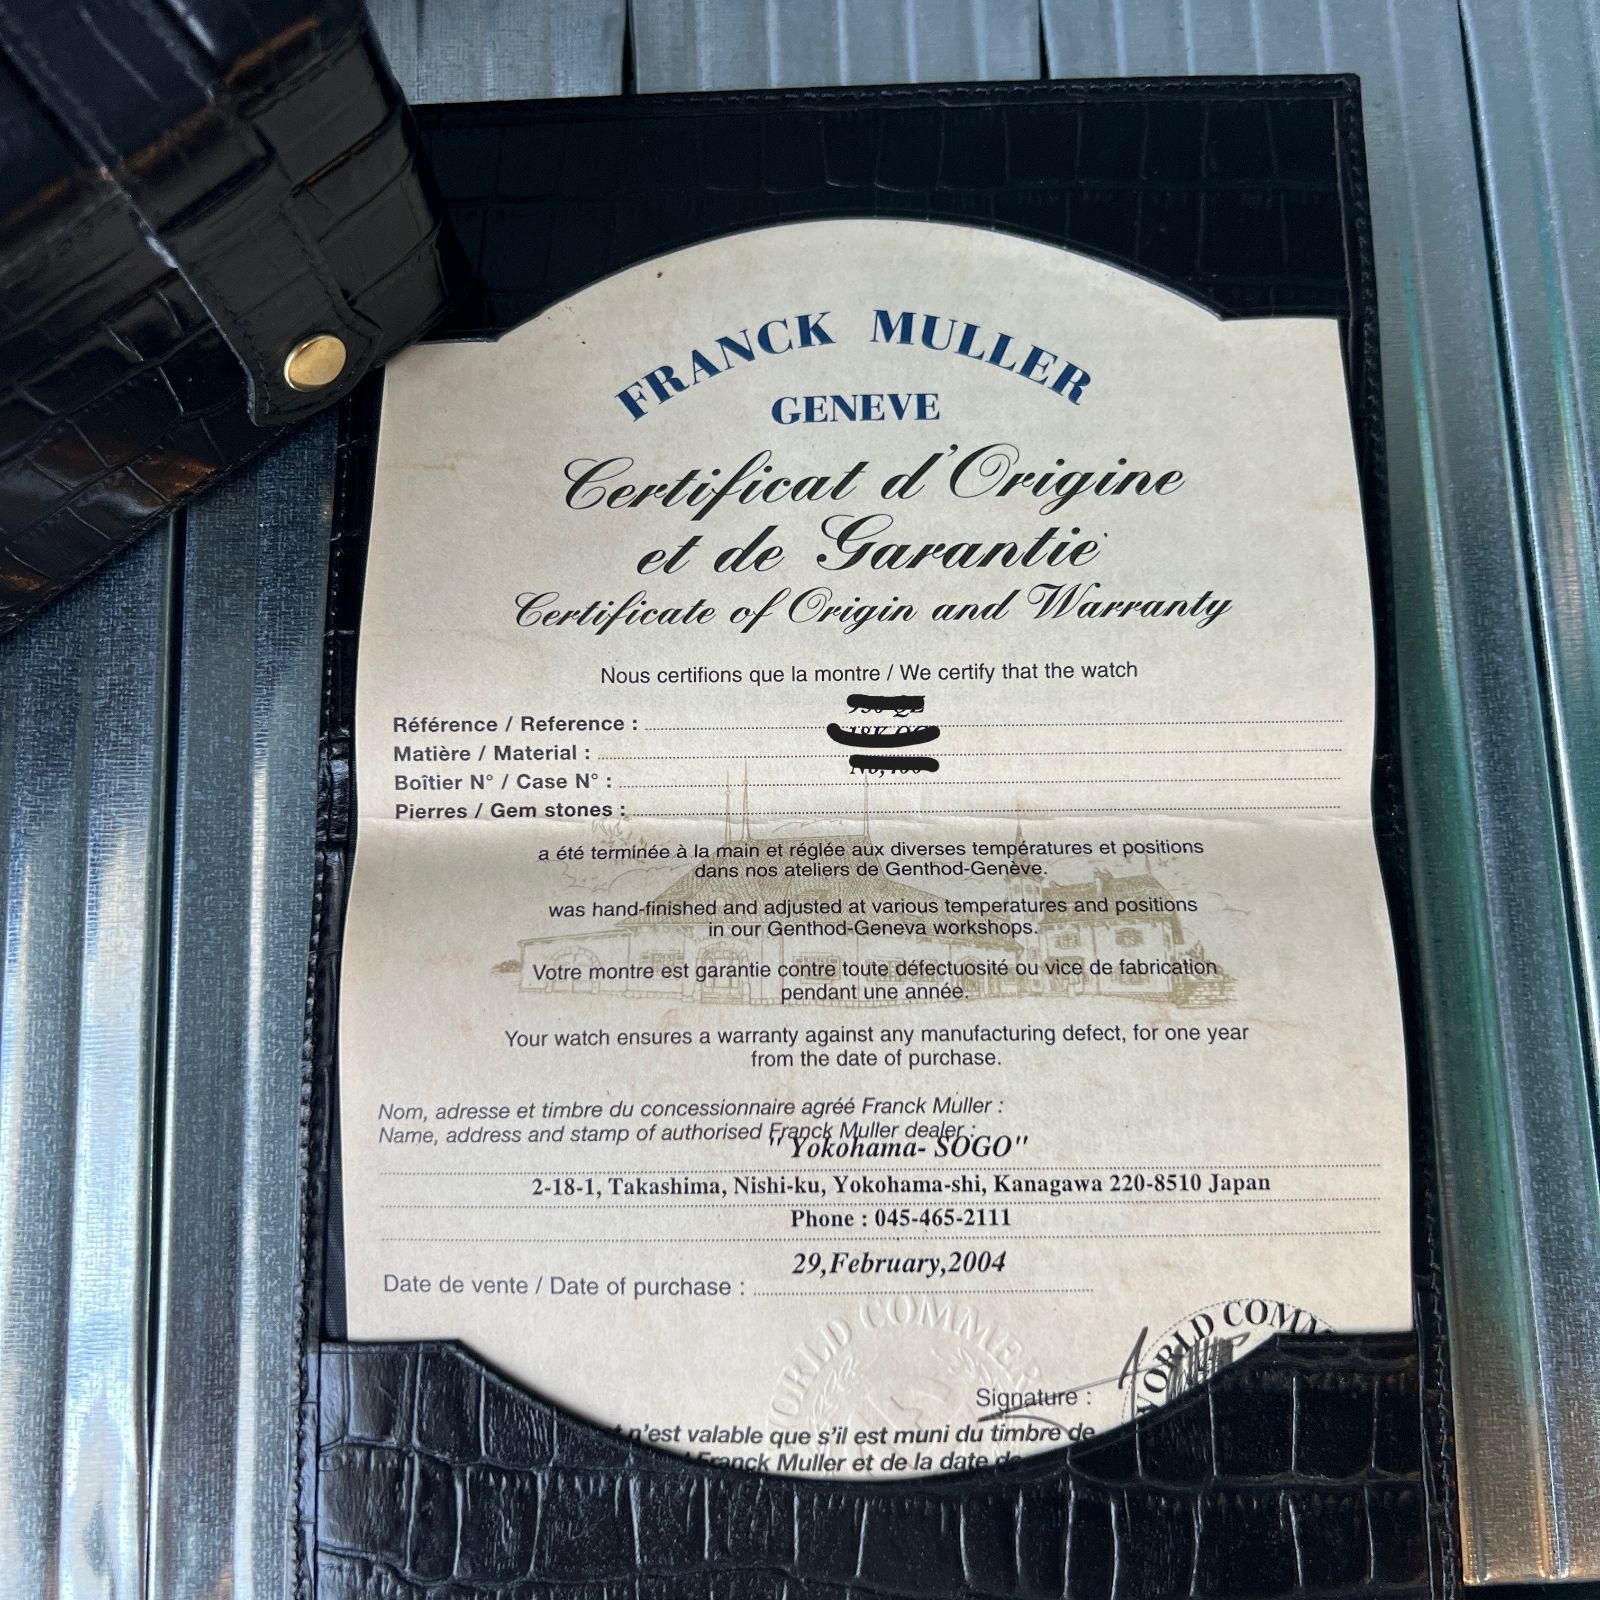 FRANCK MULLER
GENEVE
Certificat d'Origine
et de Garantie
Certificate of Origin and Warranty
Nous certifions que la montre / We certify that the watch
Référence / Reference :
Matière / Material :
Boîtier N° / Case N° :
Pierres / Gem stones :
a été terminée à la main et réglée aux diverses températures et positions
dans nos ateliers de Genthod-Genève.
was hand-finished and adjusted at various temperatures and positions
in our Genthod-Geneva workshops.
Votre montre est garantie contre toute défectuosité ou vice de fabrication
pendant une année.
Your watch ensures a warranty against any manufacturing defect, for one year
from the date of purchase.
Nom, adresse et timbre du concessionnaire agréé Franck Muller :
Name, address and stamp of authorised Franck Muller dealer :
"Yokohama- SOGO"
2-18-1, Takashima, Nishi-ku, Yokohama-shi, Kanagawa 220-8510 Japan
Phone : 045-465-2111
29,February,2004
Date de vente / Date of purchase :
WORLD COMMER
WORLD COMM
Signature :
n'est valable que s'il est muni du timbre de
Franck Muller et de la date de